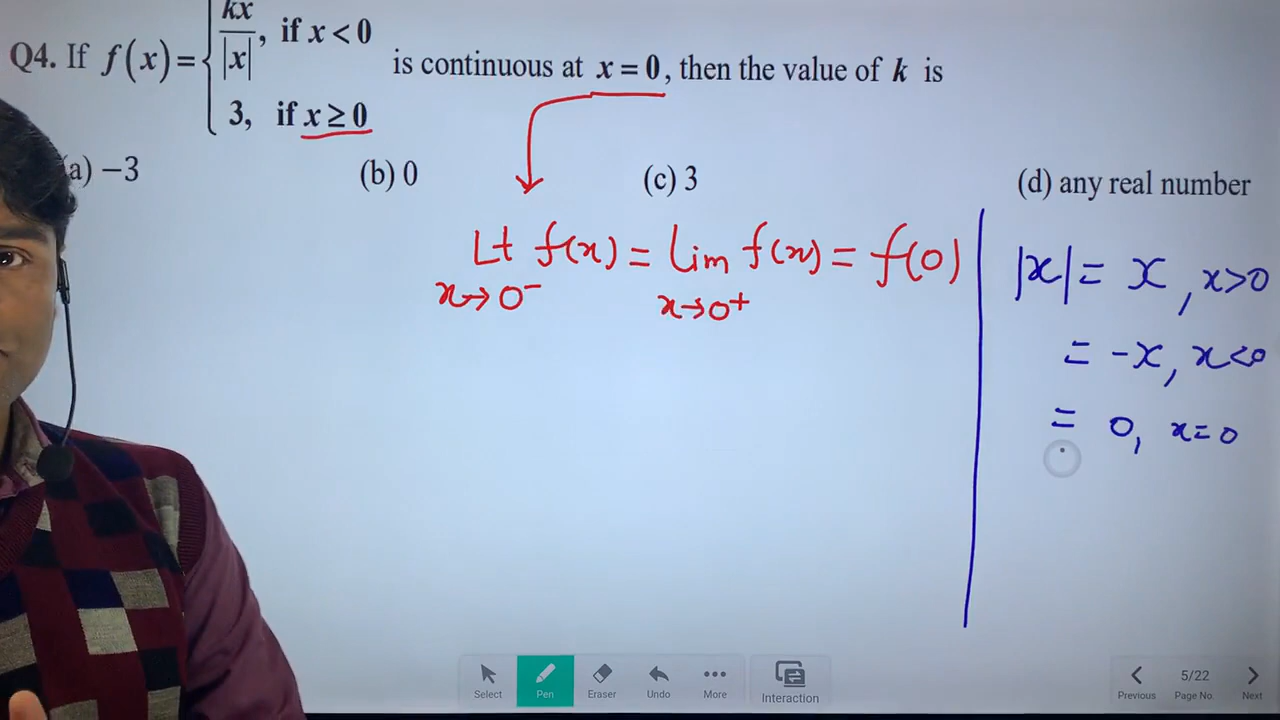 Q4. If f(x) = { kx/|x|, if x < 0
3, if x ≥ 0
is continuous at x = 0, then the value of k is
(a) −3 (b) 0 (c) 3 (d) any real number
Lt f(x) = lim f(x) = f(0)
x→0⁻ x→0⁺
|x| = x, x>0
= -x, x<0
= 0, x=0
Select Pen Eraser Undo More Interaction
5/22
Previous Page No. Next